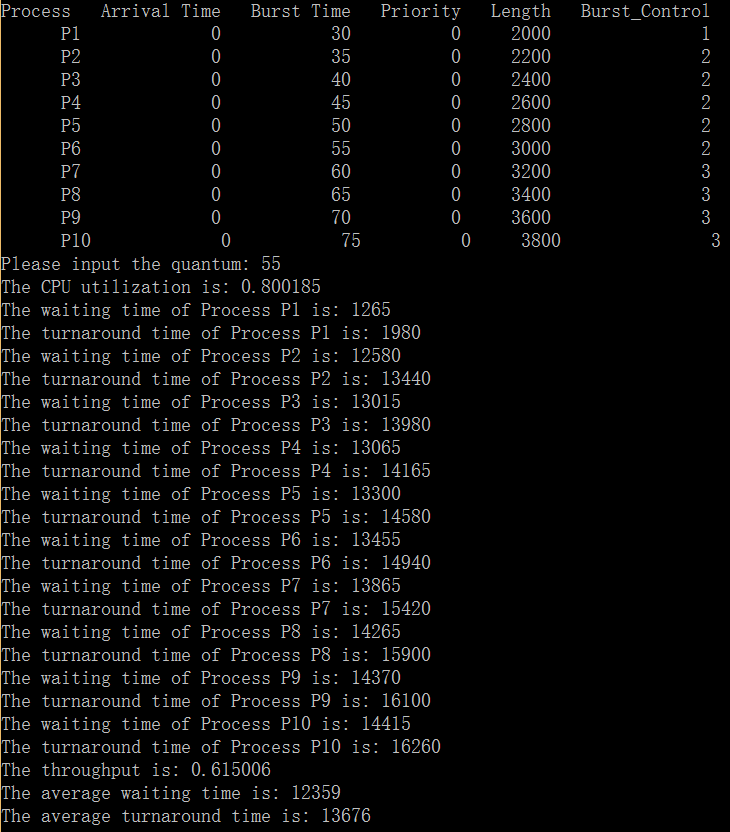 Process   Arrival Time   Burst Time   Priority   Length   Burst_Control
P1   0   30   0   2000   1
P2   0   35   0   2200   2
P3   0   40   0   2400   2
P4   0   45   0   2600   2
P5   0   50   0   2800   2
P6   0   55   0   3000   2
P7   0   60   0   3200   3
P8   0   65   0   3400   3
P9   0   70   0   3600   3
P10   0   75   0   3800   3
Please input the quantum: 55
The CPU utilization is: 0.800185
The waiting time of Process P1 is: 1265
The turnaround time of Process P1 is: 1980
The waiting time of Process P2 is: 12580
The turnaround time of Process P2 is: 13440
The waiting time of Process P3 is: 13015
The turnaround time of Process P3 is: 13980
The waiting time of Process P4 is: 13065
The turnaround time of Process P4 is: 14165
The waiting time of Process P5 is: 13300
The turnaround time of Process P5 is: 14580
The waiting time of Process P6 is: 13455
The turnaround time of Process P6 is: 14940
The waiting time of Process P7 is: 13865
The turnaround time of Process P7 is: 15420
The waiting time of Process P8 is: 14265
The turnaround time of Process P8 is: 15900
The waiting time of Process P9 is: 14370
The turnaround time of Process P9 is: 16100
The waiting time of Process P10 is: 14415
The turnaround time of Process P10 is: 16260
The throughput is: 0.615006
The average waiting time is: 12359
The average turnaround time is: 13676